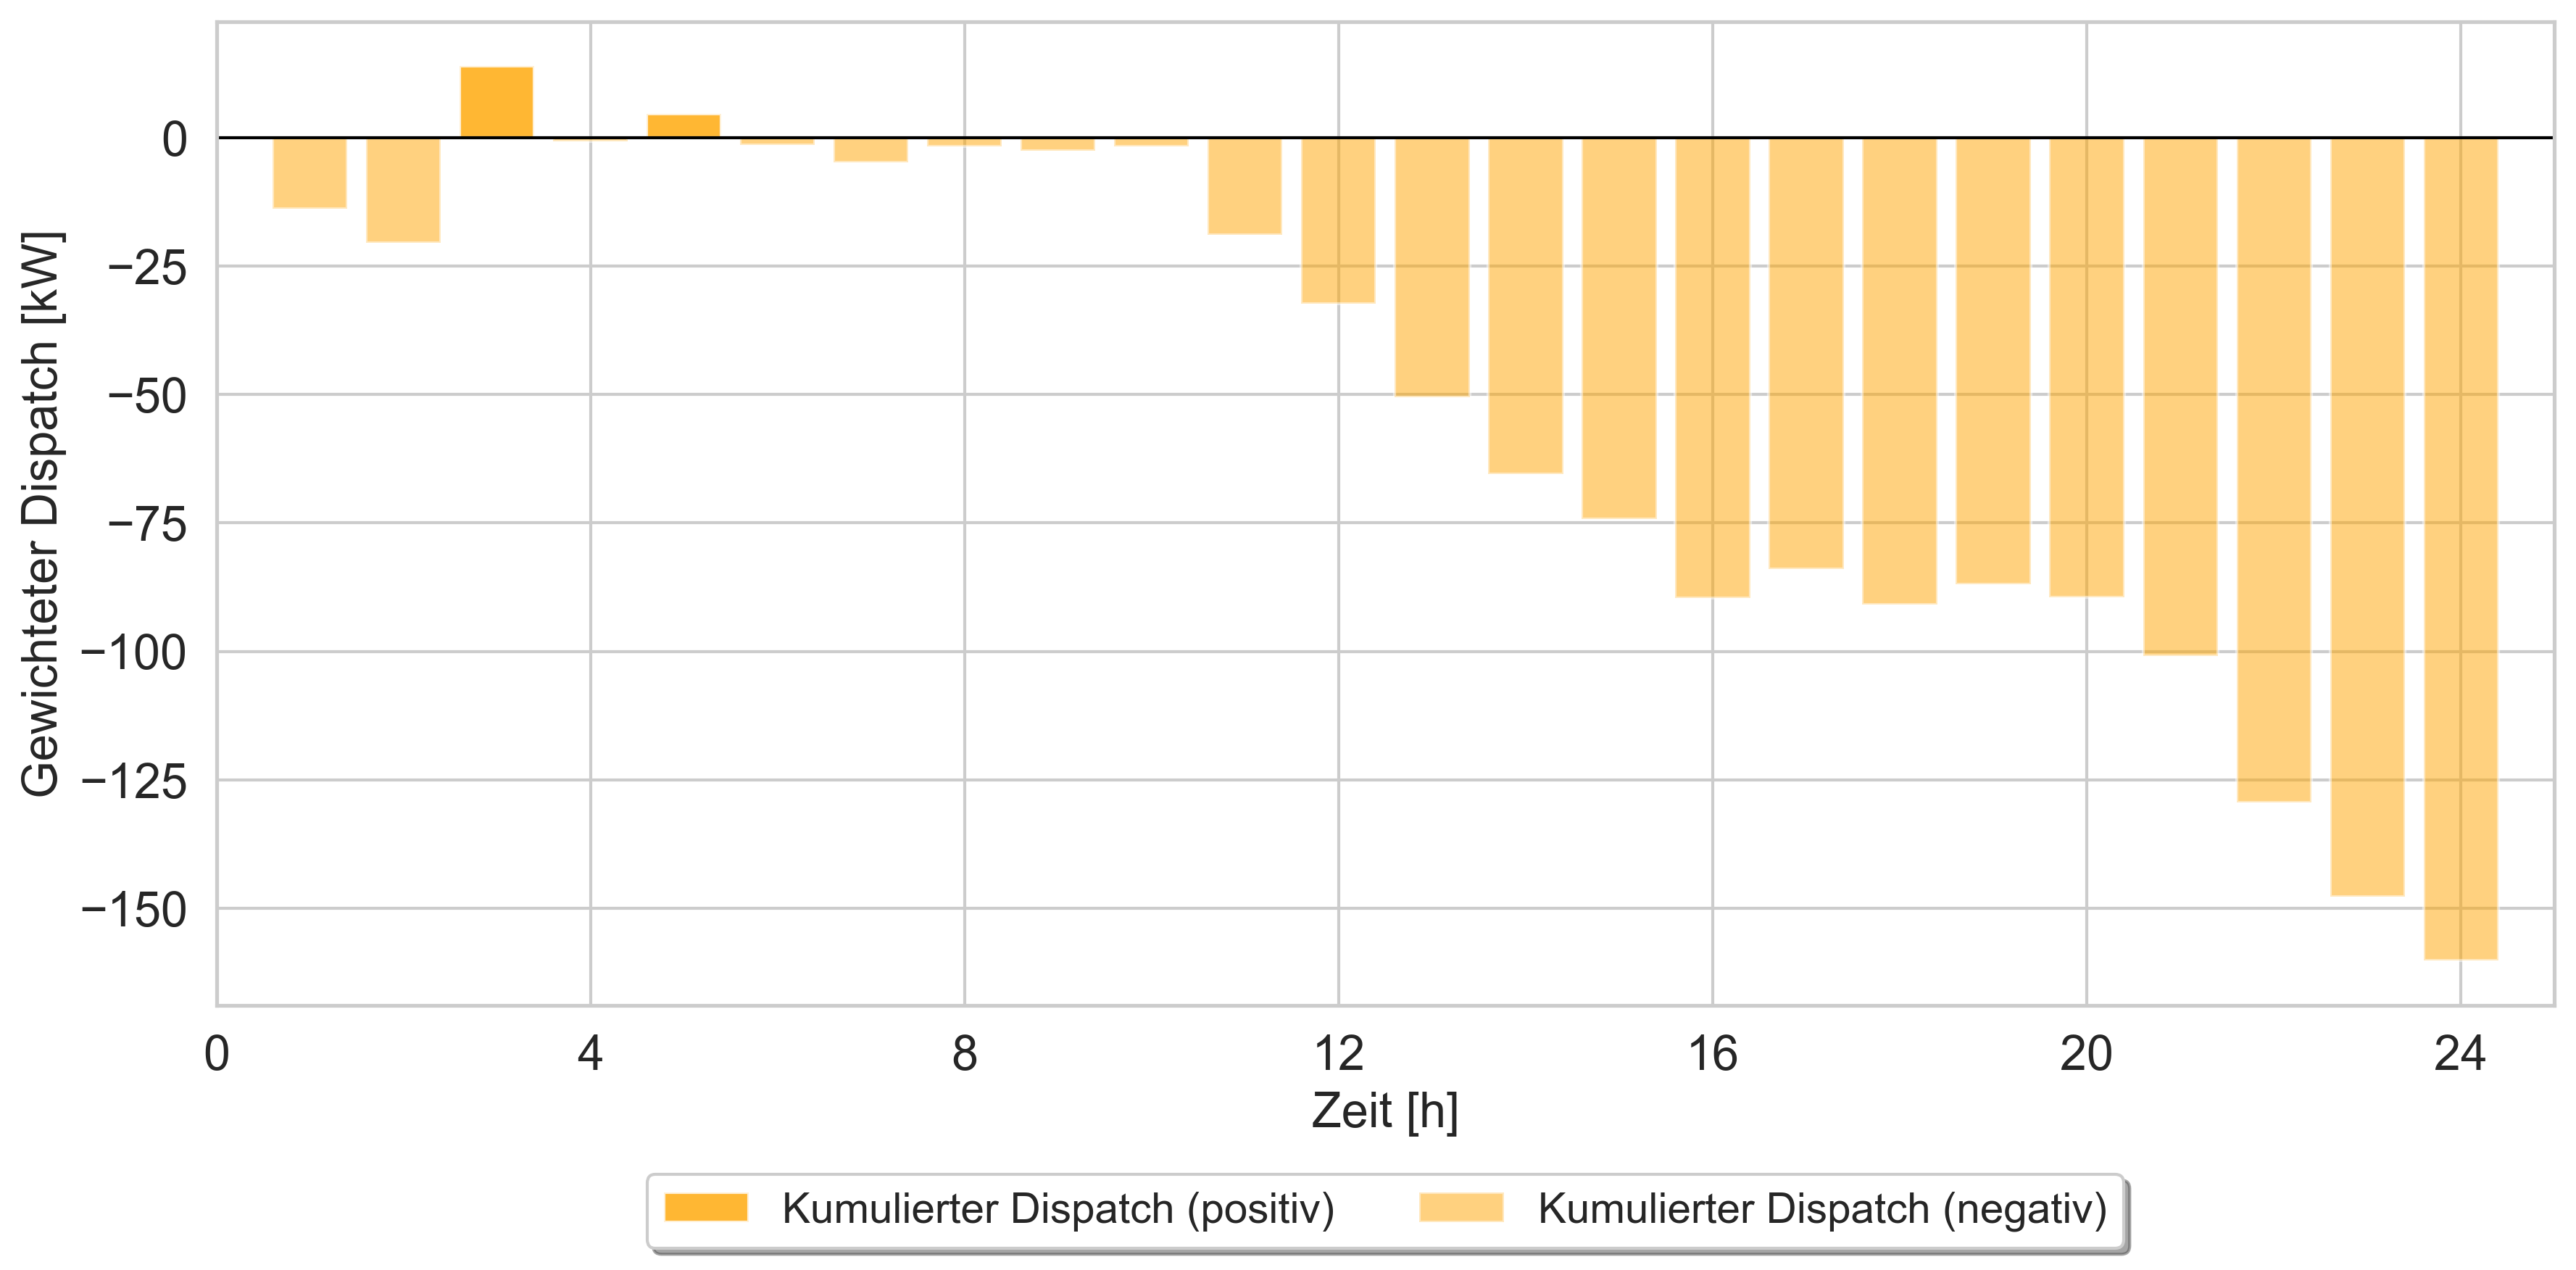 Gewichteter Dispatch [kW]
0
−25
−50
−75
−100
−125
−150
0 4 8 12 16 20 24
Zeit [h]
Kumulierter Dispatch (positiv) Kumulierter Dispatch (negativ)